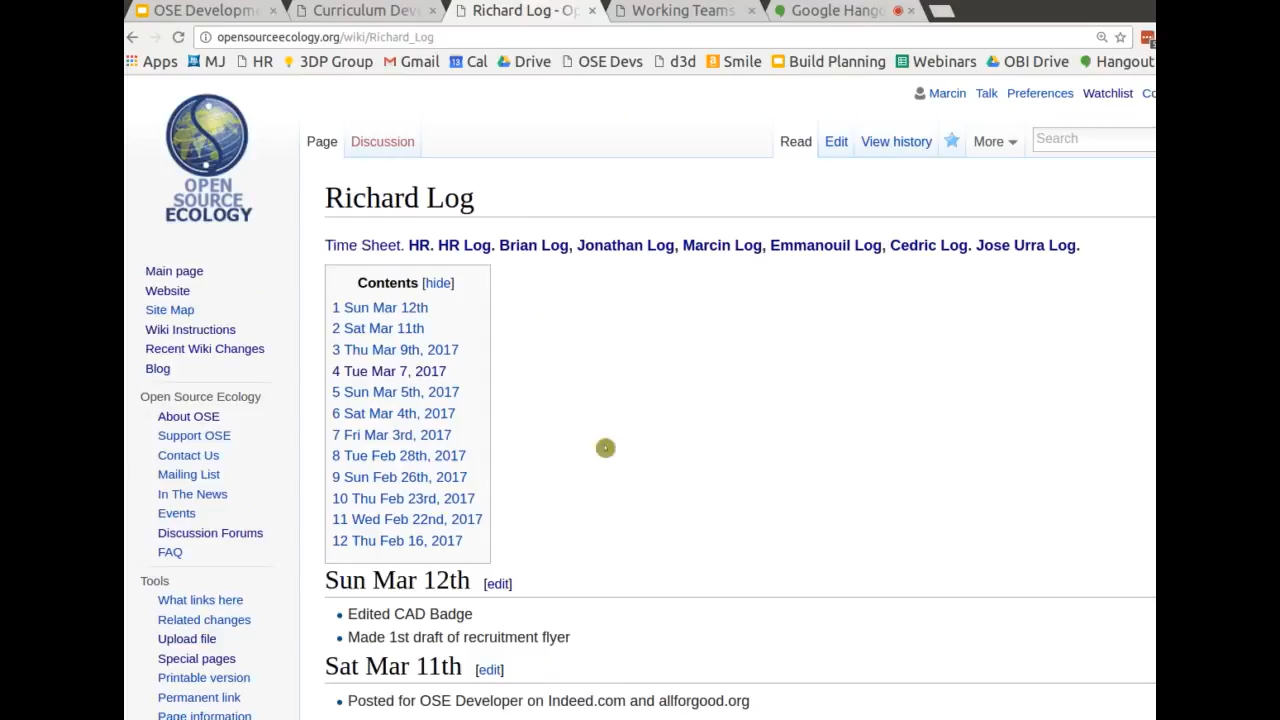 OSE Developme
Curriculum Dev
Richard Log - Op
Working Teams
Google Hango
opensourceecology.org/wiki/Richard_Log
Apps MJ HR 3DP Group Gmail Cal Drive OSE Devs d3d Smile Build Planning Webinars OBI Drive Hangout
Marcin Talk Preferences Watchlist Co
Page Discussion Read Edit View history More Search
OPEN
SOURCE
ECOLOGY
Richard Log
Time Sheet. HR. HR Log. Brian Log, Jonathan Log, Marcin Log, Emmanouil Log, Cedric Log. Jose Urra Log.
Contents [hide]
1 Sun Mar 12th
2 Sat Mar 11th
3 Thu Mar 9th, 2017
4 Tue Mar 7, 2017
5 Sun Mar 5th, 2017
6 Sat Mar 4th, 2017
7 Fri Mar 3rd, 2017
8 Tue Feb 28th, 2017
9 Sun Feb 26th, 2017
10 Thu Feb 23rd, 2017
11 Wed Feb 22nd, 2017
12 Thu Feb 16, 2017
Main page
Website
Site Map
Wiki Instructions
Recent Wiki Changes
Blog
Open Source Ecology
About OSE
Support OSE
Contact Us
Mailing List
In The News
Events
Discussion Forums
FAQ
Tools
What links here
Related changes
Upload file
Special pages
Printable version
Permanent link
Page information
Sun Mar 12th [edit]
Edited CAD Badge
Made 1st draft of recruitment flyer
Sat Mar 11th [edit]
Posted for OSE Developer on Indeed.com and allforgood.org